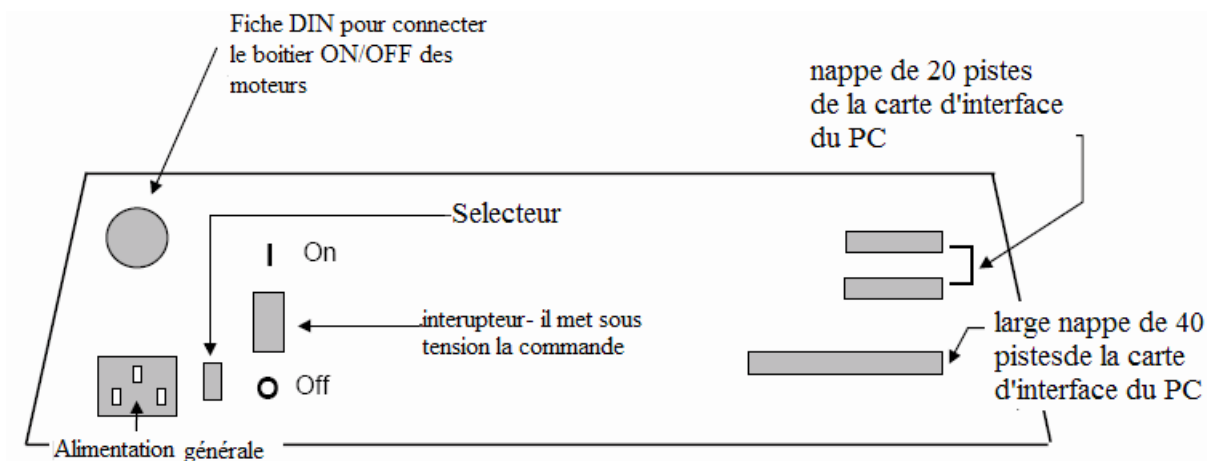 Fiche DIN pour connecter
le boitier ON/OFF des
moteurs
nappe de 20 pistes
de la carte d'interface
du PC
Selecteur
On
interupteur- il met sous
tension la commande
Off
large nappe de 40
pistesde la carte
d'interface du PC
Alimentation générale